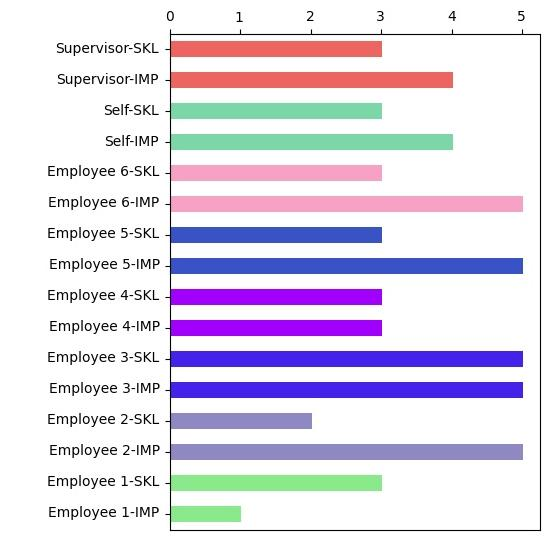 0 1 2 3 4 5
Supervisor-SKL
Supervisor-IMP
Self-SKL
Self-IMP
Employee 6-SKL
Employee 6-IMP
Employee 5-SKL
Employee 5-IMP
Employee 4-SKL
Employee 4-IMP
Employee 3-SKL
Employee 3-IMP
Employee 2-SKL
Employee 2-IMP
Employee 1-SKL
Employee 1-IMP